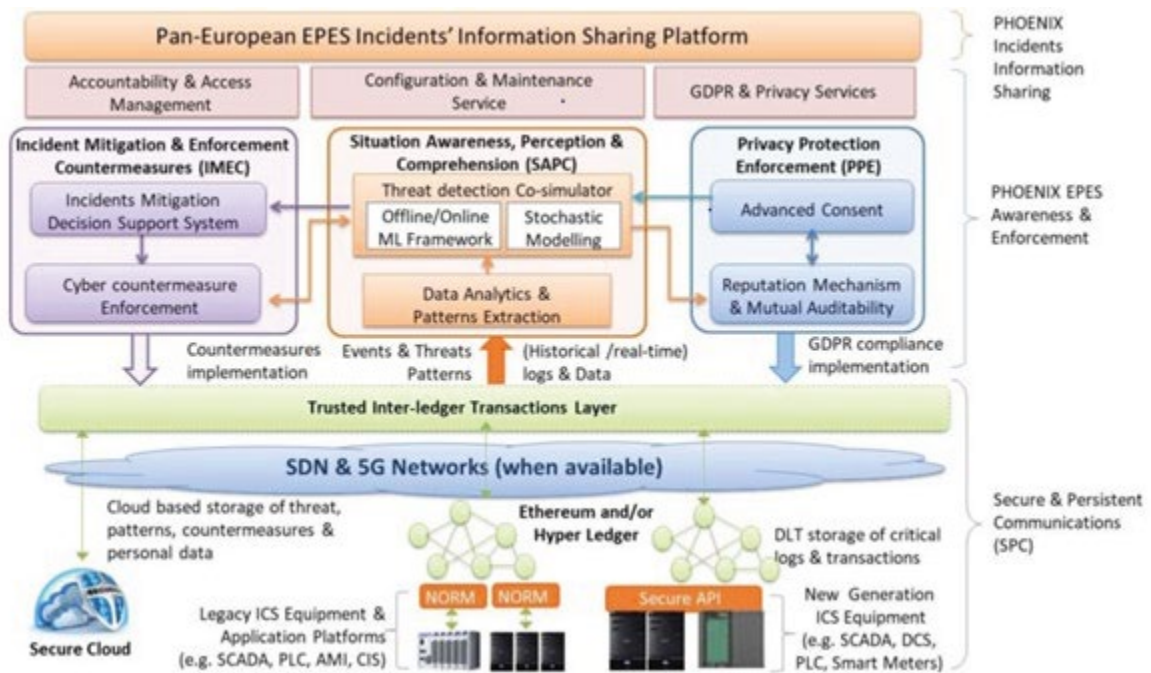 Pan-European EPES Incidents' Information Sharing Platform
PHOENIX
Incidents
Information
Sharing
Accountability & Access
Management
Configuration & Maintenance
Service
GDPR & Privacy Services
Incident Mitigation & Enforcement
Countermeasures (IMEC)
Incidents Mitigation
Decision Support System
Cyber countermeasure
Enforcement
Situation Awareness, Perception &
Comprehension (SAPC)
Threat detection Co-simulator
Offline/Online
ML Framework
Stochastic
Modelling
Data Analytics &
Patterns Extraction
Privacy Protection
Enforcement (PPE)
Advanced Consent
Reputation Mechanism
& Mutual Auditability
PHOENIX EPES
Awareness &
Enforcement
Countermeasures
implementation
Events & Threats
Patterns
(Historical /real-time)
logs & Data
GDPR compliance
implementation
Trusted Inter-ledger Transactions Layer
SDN & 5G Networks (when available)
Cloud based storage of threat,
patterns, countermeasures &
personal data
Ethereum and/or
Hyper Ledger
DLT storage of critical
logs & transactions
Secure & Persistent
Communications
(SPC)
Secure Cloud
Legacy ICS Equipment &
Application Platforms
(e.g. SCADA, PLC, AMI, CIS)
NORM
NORM
Secure API
New Generation
ICS Equipment
(e.g. SCADA, DCS,
PLC, Smart Meters)